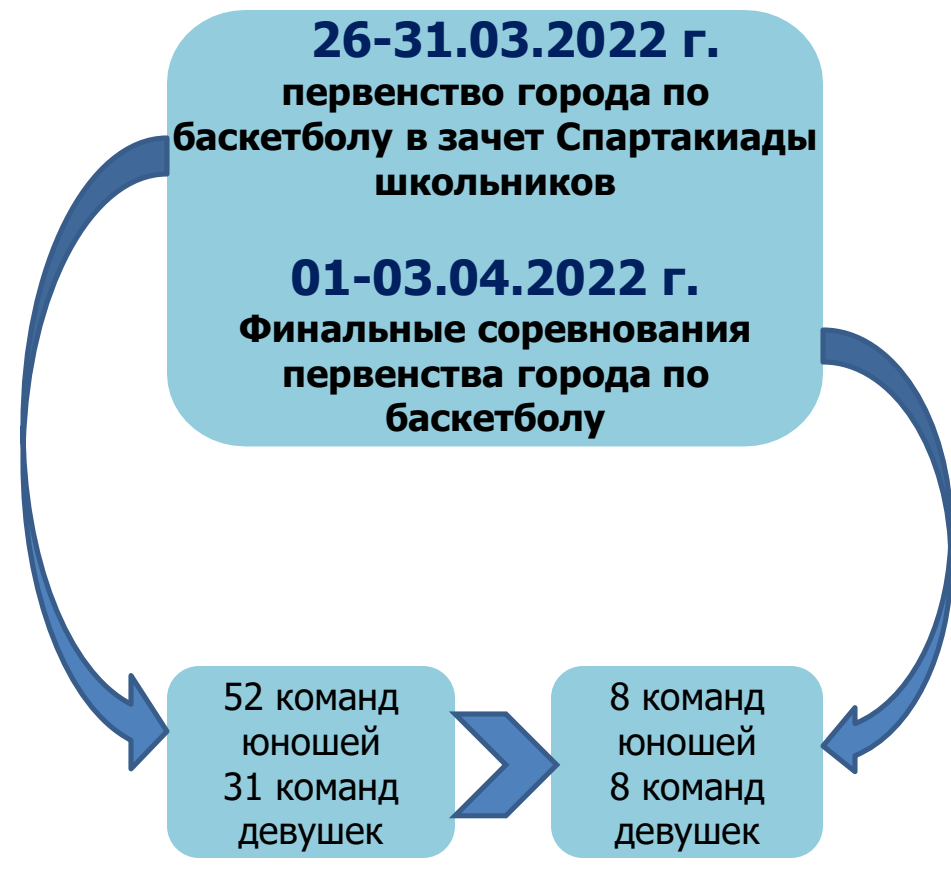 26-31.03.2022 г.
первенство города по
баскетболу в зачет Спартакиады
школьников
01-03.04.2022 г.
Финальные соревнования
первенства города по
баскетболу
52 команд
юношей
31 команд
девушек
8 команд
юношей
8 команд
девушек